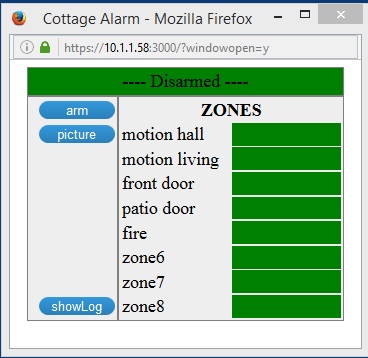 Cottage Alarm - Mozilla Firefox
https://10.1.1.58:3000/?windowopen=y
---- Disarmed ----
arm
ZONES
picture
motion hall
motion living
front door
patio door
fire
zone6
zone7
showLog
zone8